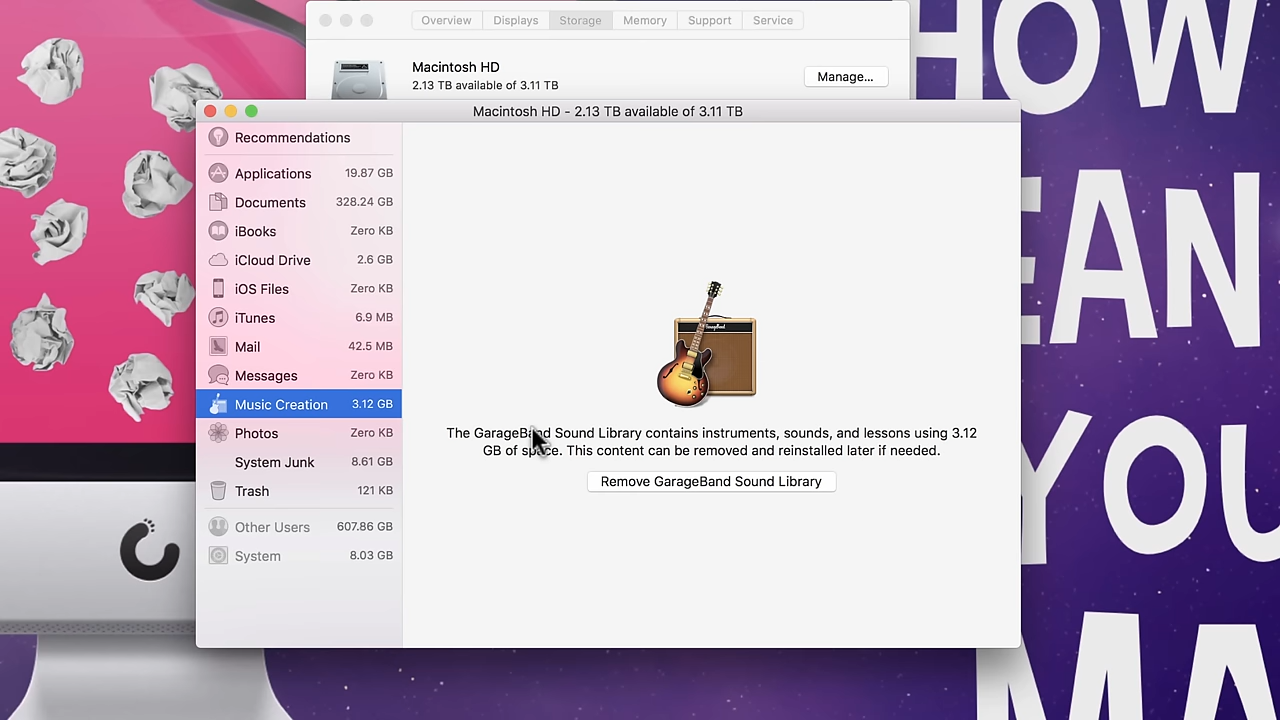 Overview Displays Storage Memory Support Service
Macintosh HD
2.13 TB available of 3.11 TB
Manage...
Macintosh HD - 2.13 TB available of 3.11 TB
Recommendations
Applications 19.87 GB
Documents 328.24 GB
iBooks Zero KB
iCloud Drive 2.6 GB
iOS Files Zero KB
iTunes 6.9 MB
Mail 42.5 MB
Messages Zero KB
Music Creation 3.12 GB
Photos Zero KB
System Junk 8.61 GB
Trash 121 KB
Other Users 607.86 GB
System 8.03 GB
GarageBand
The GarageBand Sound Library contains instruments, sounds, and lessons using 3.12
GB of space. This content can be removed and reinstalled later if needed.
Remove GarageBand Sound Library
HOW
EAN
YOU
MA